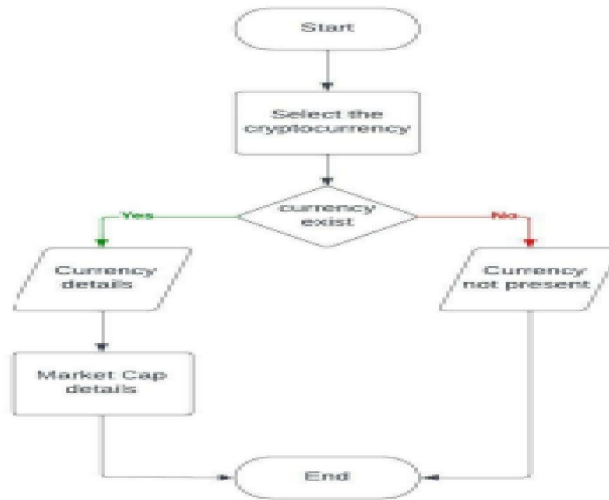 Start
Select the
cryptocurrency
currency
exist
Yes
No
Currency
details
Currency
not present
Market Cap
details
End